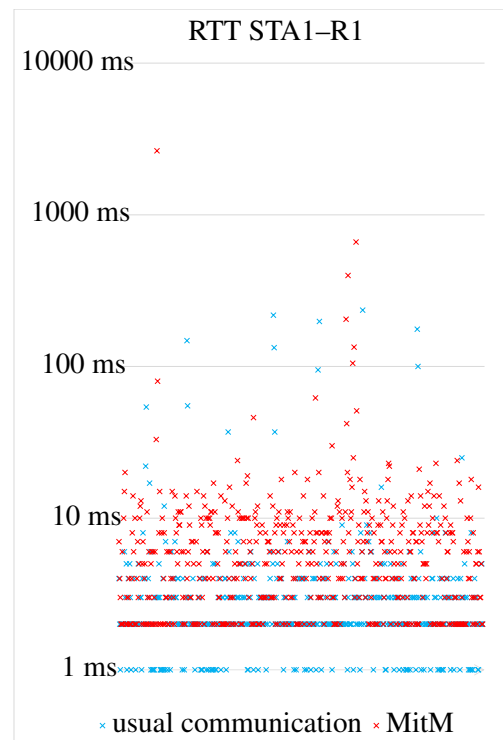 RTT STA1–R1
10000 ms
1000 ms
100 ms
10 ms
1 ms
usual communication MitM